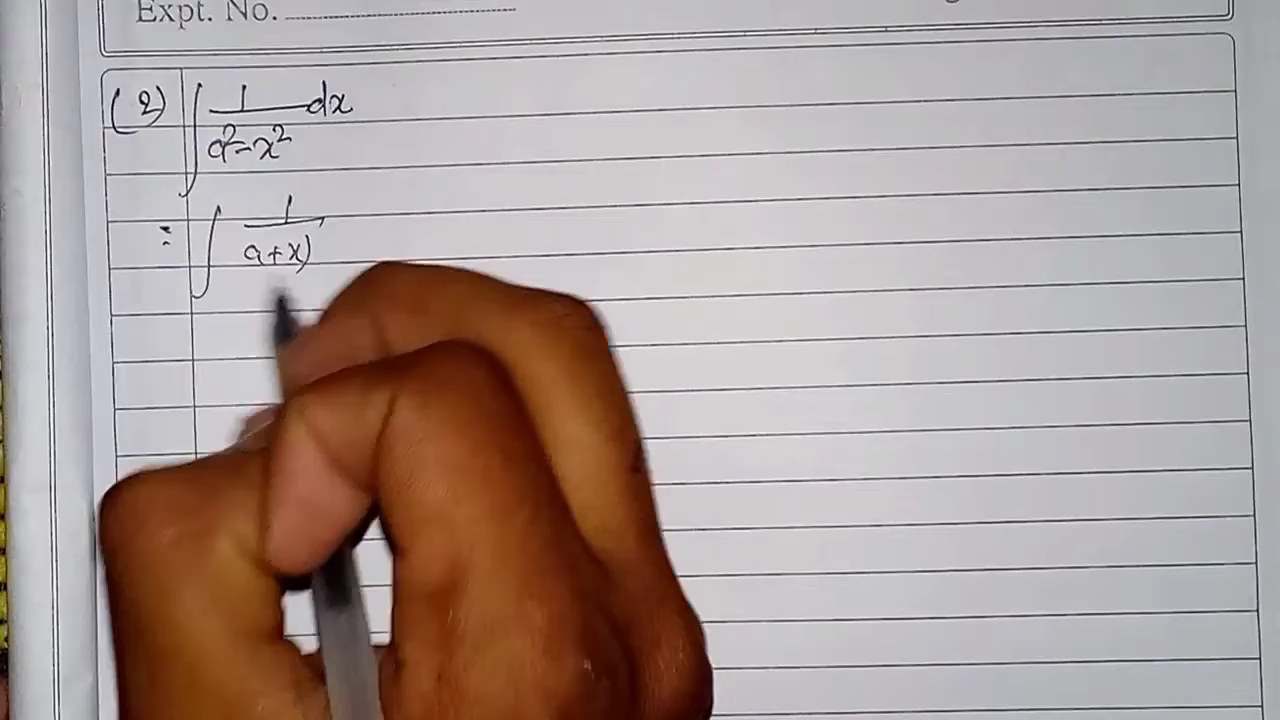 Expt. No.
(2) ∫ 1/(a²-x²) dx
= ∫ 1/a+x)